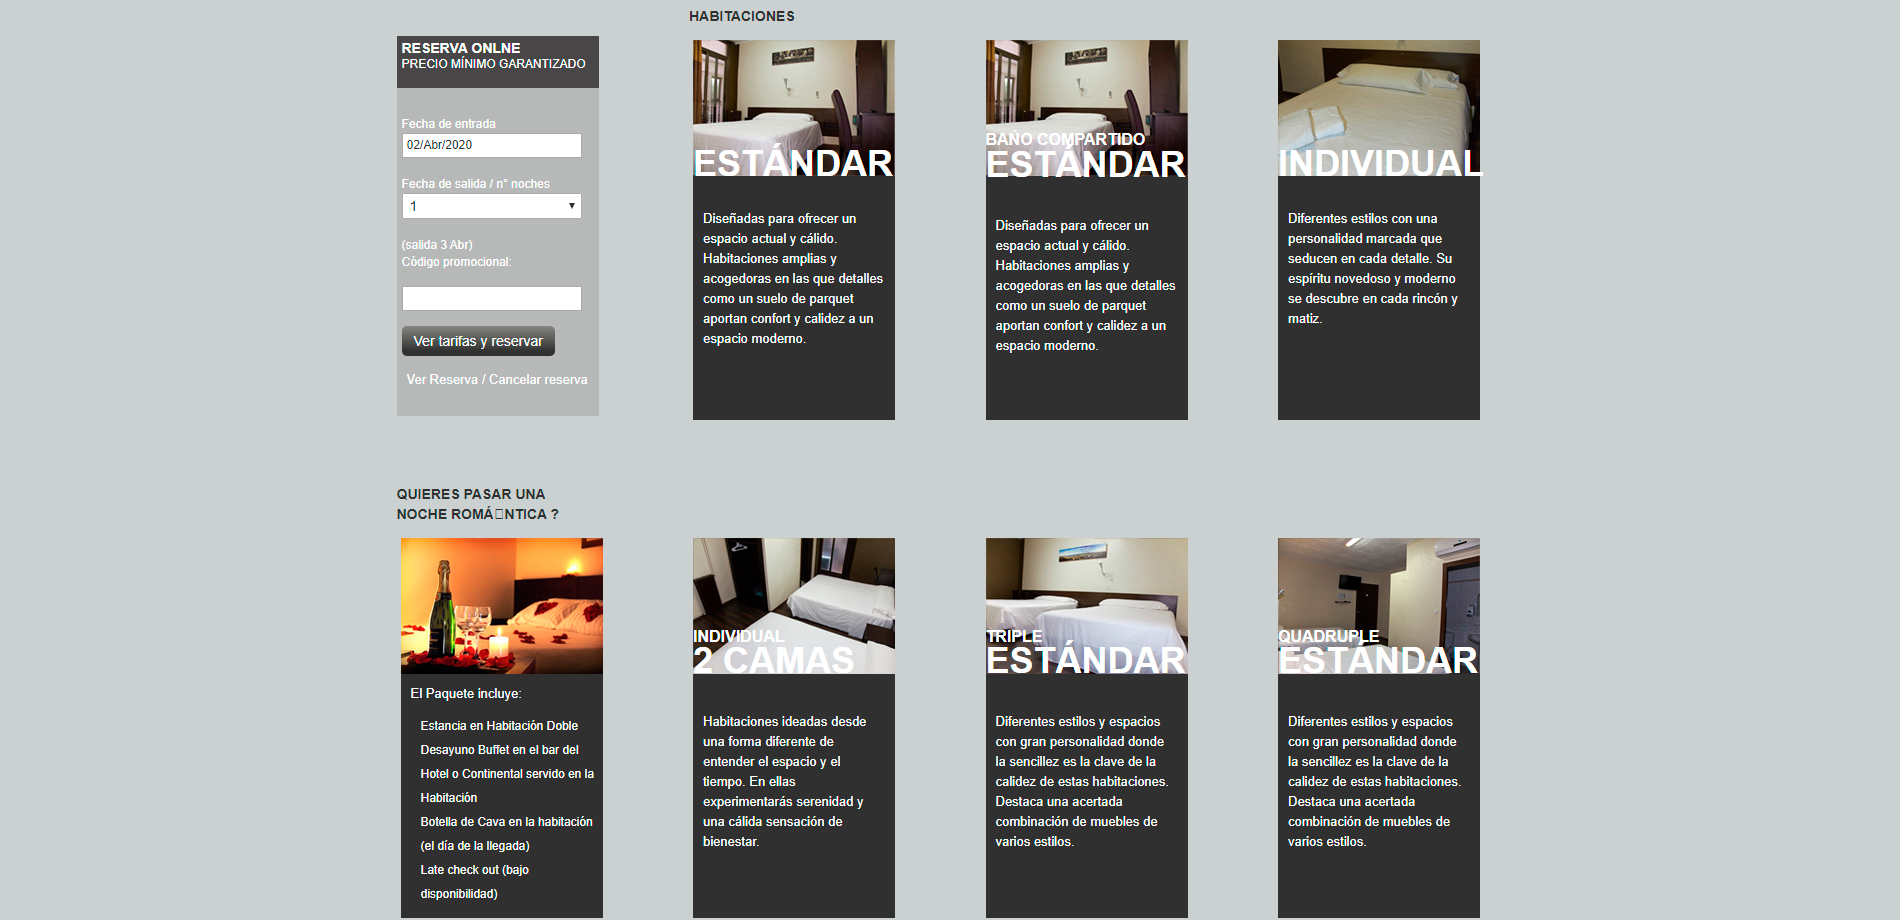 HABITACIONES
RESERVA ONLNE
PRECIO MÍNIMO GARANTIZADO
Fecha de entrada
02/Abr/2020
Fecha de salida / n° noches
1
(salida 3 Abr)
Código promocional:
Ver tarifas y reservar
Ver Reserva / Cancelar reserva
ESTÁNDAR
Diseñadas para ofrecer un
espacio actual y cálido.
Habitaciones amplias y
acogedoras en las que detalles
como un suelo de parquet
aportan confort y calidez a un
espacio moderno.
BAŃO COMPARTIDO
ESTÁNDAR
Diseñadas para ofrecer un
espacio actual y cálido.
Habitaciones amplias y
acogedoras en las que detalles
como un suelo de parquet
aportan confort y calidez a un
espacio moderno.
INDIVIDUAL
Diferentes estilos con una
personalidad marcada que
seducen en cada detalle. Su
espíritu novedoso y moderno
se descubre en cada rincón y
matiz.
QUIERES PASAR UNA
NOCHE ROMÁ▯NTICA ?
El Paquete incluye:
Estancia en Habitación Doble
Desayuno Buffet en el bar del
Hotel o Continental servido en la
Habitación
Botella de Cava en la habitación
(el día de la llegada)
Late check out (bajo
disponibilidad)
INDIVIDUAL
2 CAMAS
Habitaciones ideadas desde
una forma diferente de
entender el espacio y el
tiempo. En ellas
experimentarás serenidad y
una cálida sensación de
bienestar.
TRIPLE
ESTÁNDAR
Diferentes estilos y espacios
con gran personalidad donde
la sencillez es la clave de la
calidez de estas habitaciones.
Destaca una acertada
combinación de muebles de
varios estilos.
QUADRUPLE
ESTÁNDAR
Diferentes estilos y espacios
con gran personalidad donde
la sencillez es la clave de la
calidez de estas habitaciones.
Destaca una acertada
combinación de muebles de
varios estilos.